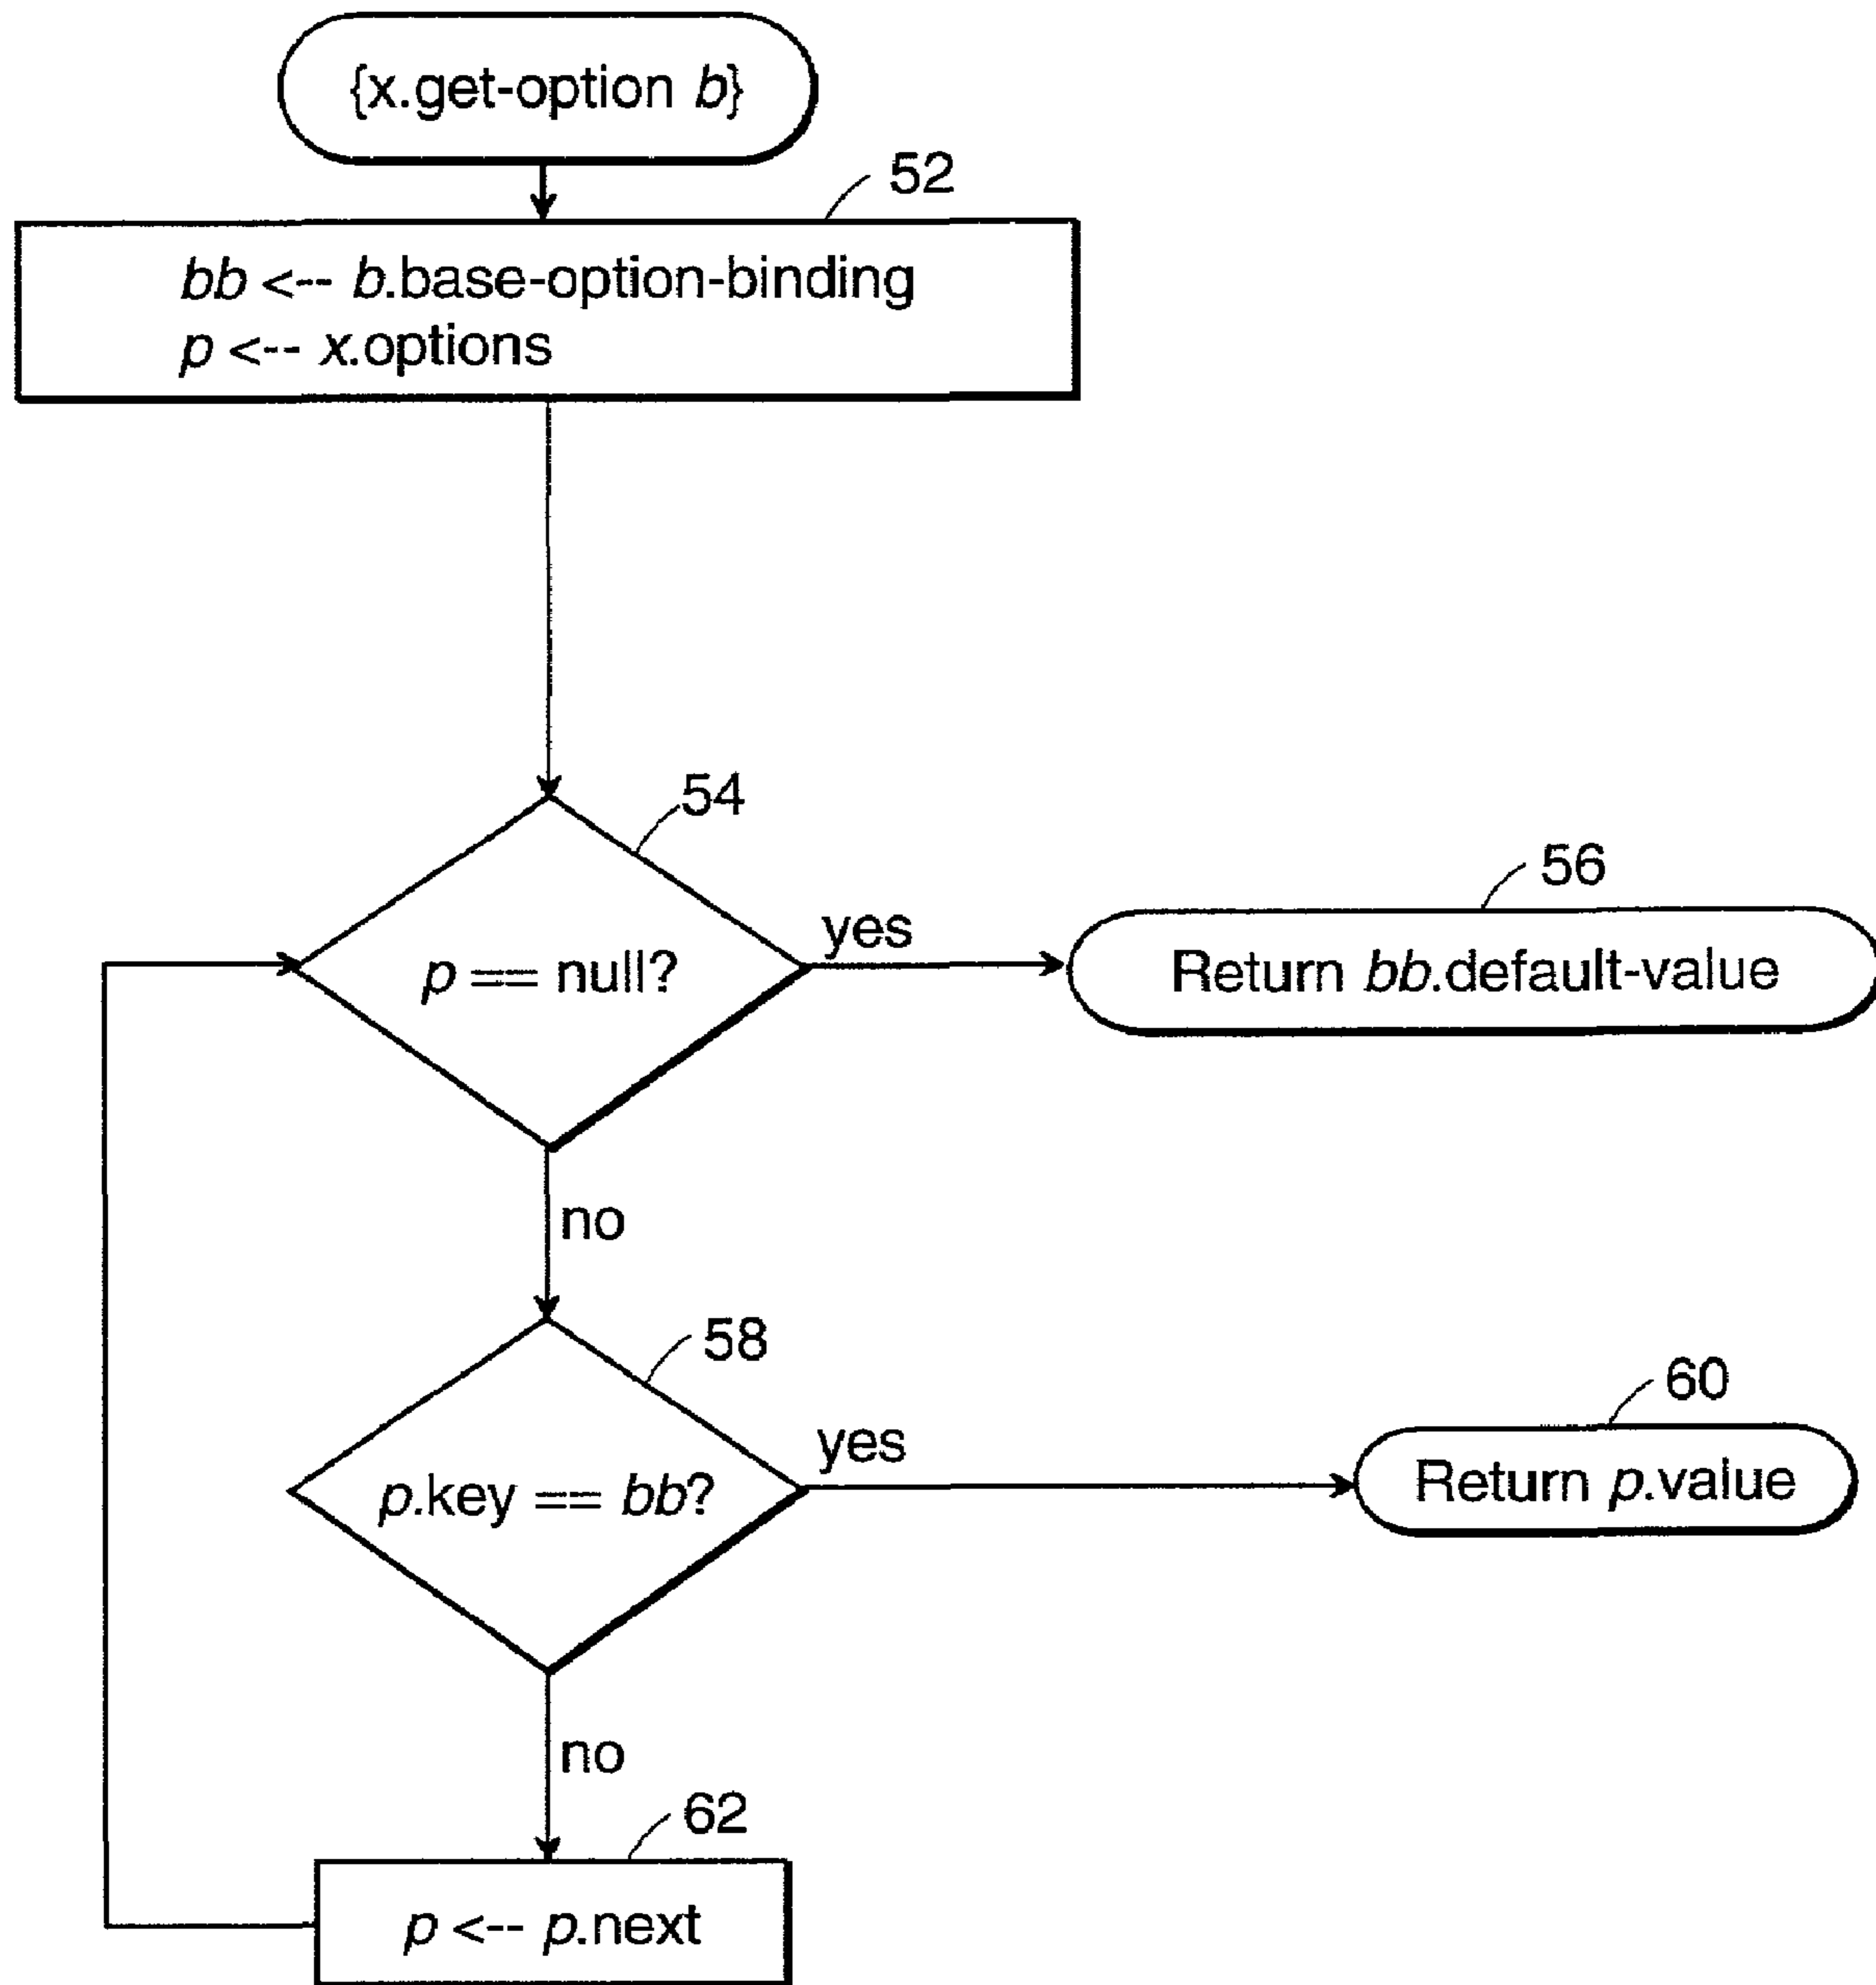 {x.get-option b}
52
bb <-- b.base-option-binding
p <-- x.options
54
p == null?
yes
56
Return bb.default-value
no
58
p.key == bb?
yes
60
Return p.value
no
62
p <-- p.next